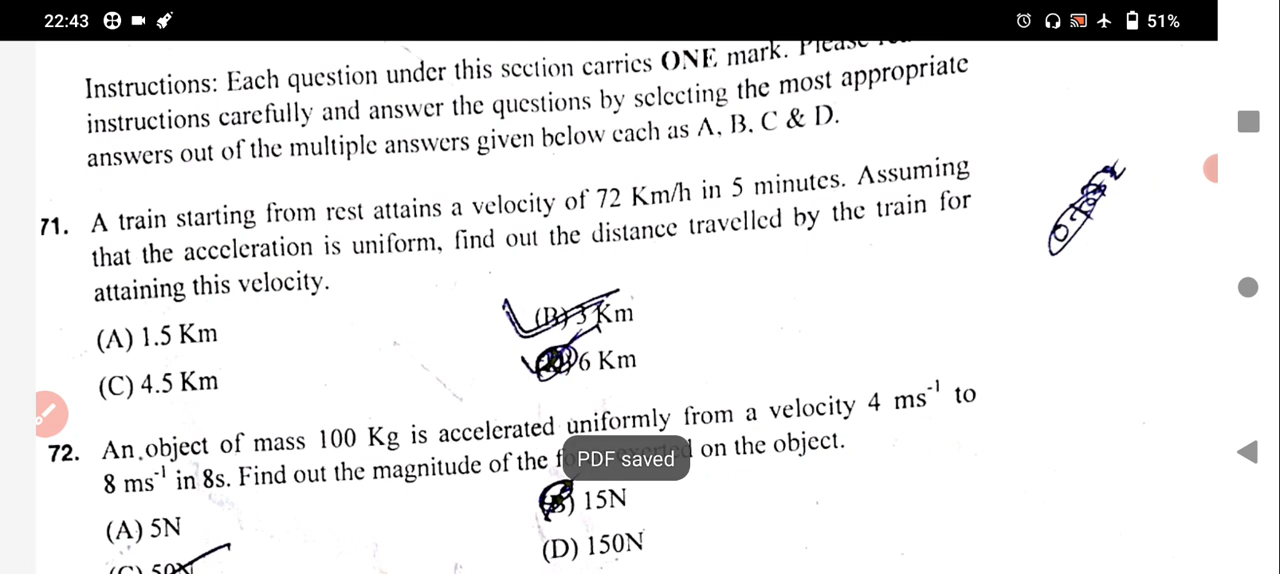 22:43
51%
Instructions: Each question under this section carries ONE mark. Please
instructions carefully and answer the questions by selecting the most appropriate
answers out of the multiple answers given below each as A, B, C & D.
71. A train starting from rest attains a velocity of 72 Km/h in 5 minutes. Assuming
that the acceleration is uniform, find out the distance travelled by the train for
attaining this velocity.
(A) 1.5 Km
(B) 3 Km
(C) 4.5 Km
6 Km
72. An object of mass 100 Kg is accelerated uniformly from a velocity 4 ms⁻¹ to
8 ms⁻¹ in 8s. Find out the magnitude of the on the object.
PDF saved
(A) 5N
(B) 15N
(C) 50N
(D) 150N